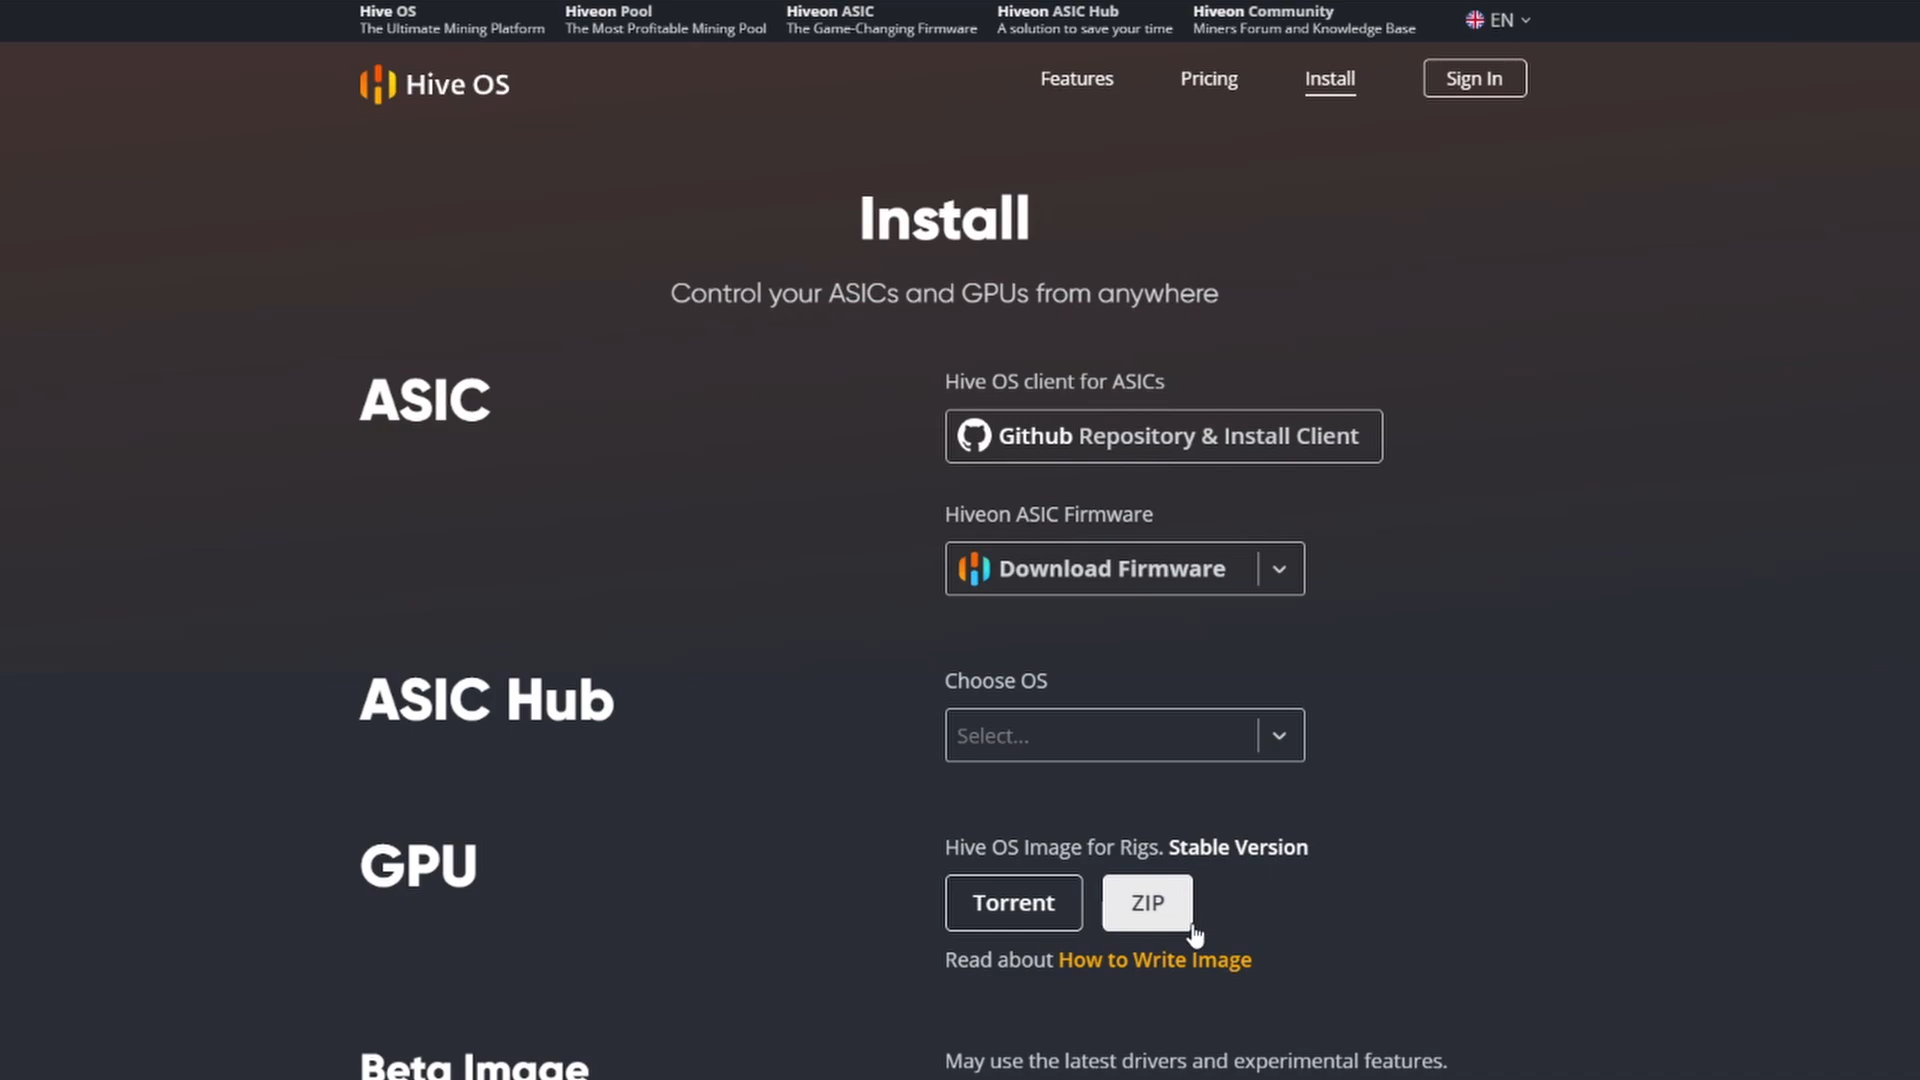 Hive OS
The Ultimate Mining Platform
Hiveon Pool
The Most Profitable Mining Pool
Hiveon ASIC
The Game-Changing Firmware
Hiveon ASIC Hub
A solution to save your time
Hiveon Community
Miners Forum and Knowledge Base
EN
Hive OS
Features
Pricing
Install
Sign In
Install
Control your ASICs and GPUs from anywhere
ASIC
Hive OS client for ASICs
Github Repository & Install Client
Hiveon ASIC Firmware
Download Firmware
ASIC Hub
Choose OS
Select...
GPU
Hive OS Image for Rigs. Stable Version
Torrent
ZIP
Read about How to Write Image
Beta Image
May use the latest drivers and experimental features.